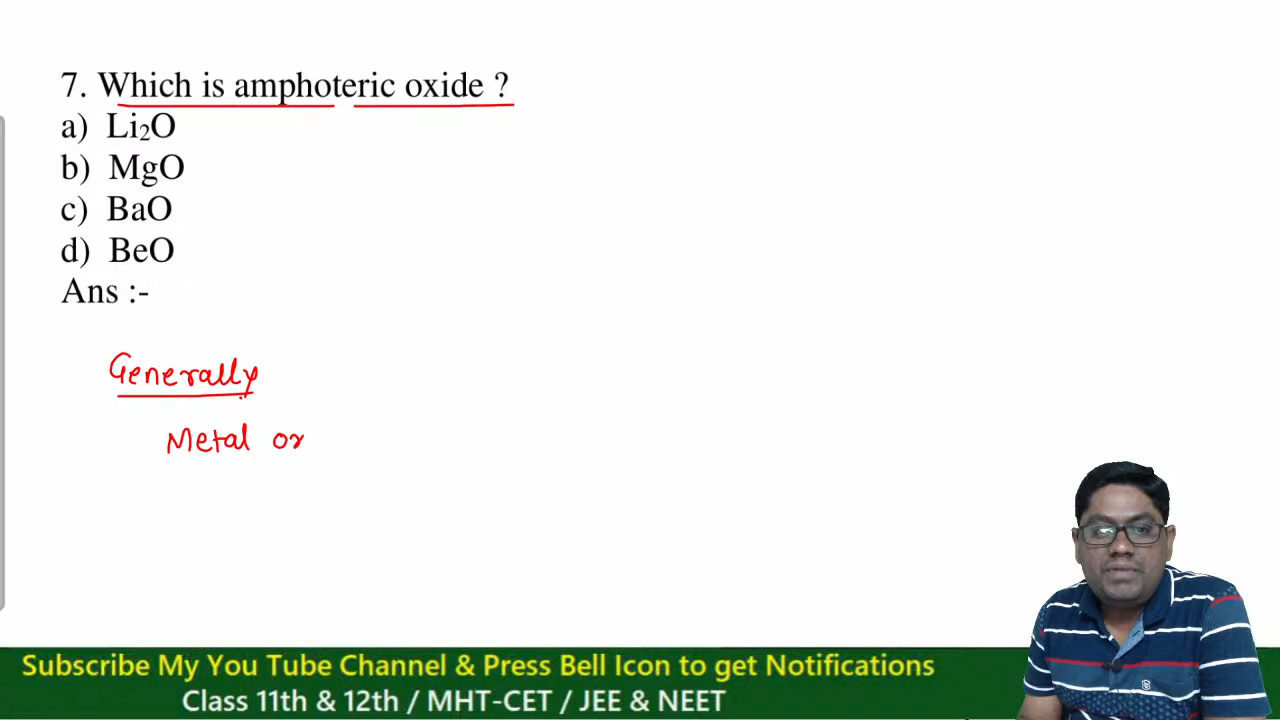 7. Which is amphoteric oxide ?
a) Li₂O
b) MgO
c) BaO
d) BeO
Ans :-
Generally
Metal ox
Subscribe My You Tube Channel & Press Bell Icon to get Notifications
Class 11th & 12th / MHT-CET / JEE & NEET